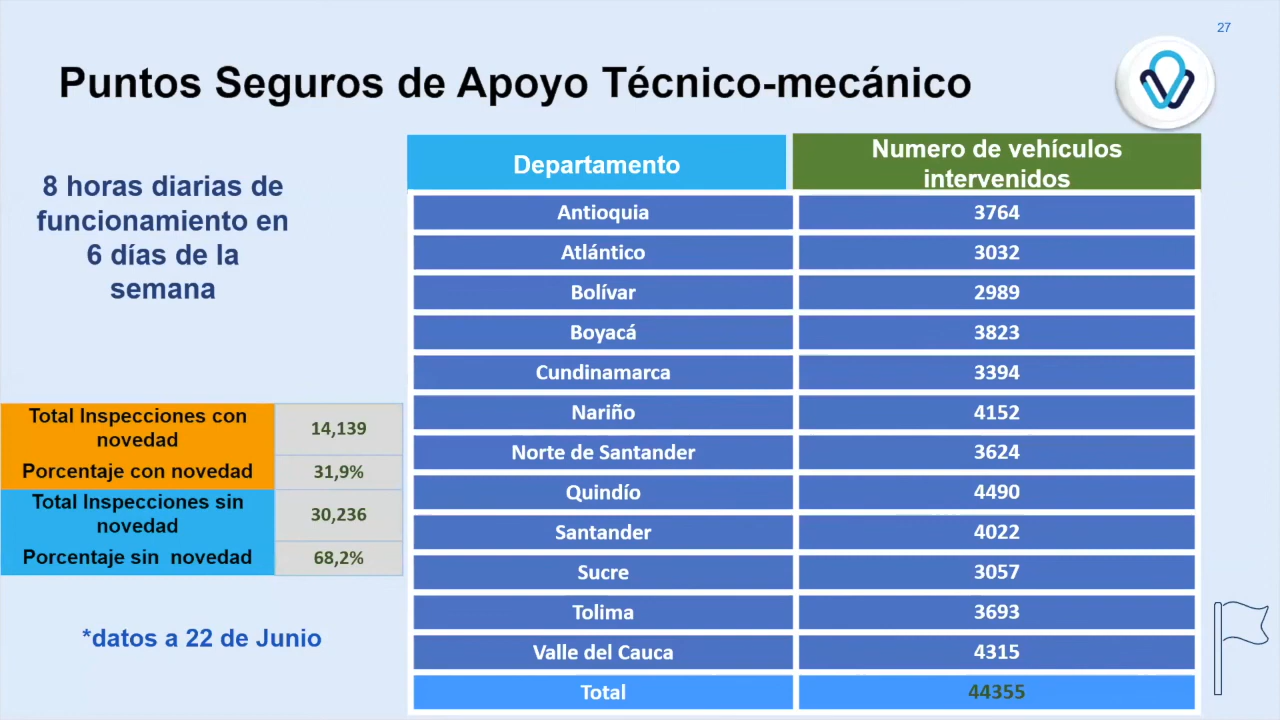 27
Puntos Seguros de Apoyo Técnico-mecánico
8 horas diarias de
funcionamiento en
6 días de la
semana
Total Inspecciones con
novedad
14,139
Porcentaje con novedad 31,9%
Total Inspecciones sin
novedad
30,236
Porcentaje sin novedad 68,2%
*datos a 22 de Junio
Departamento
Numero de vehículos
intervenidos
Antioquia 3764
Atlántico 3032
Bolívar 2989
Boyacá 3823
Cundinamarca 3394
Nariño 4152
Norte de Santander 3624
Quindío 4490
Santander 4022
Sucre 3057
Tolima 3693
Valle del Cauca 4315
Total 44355